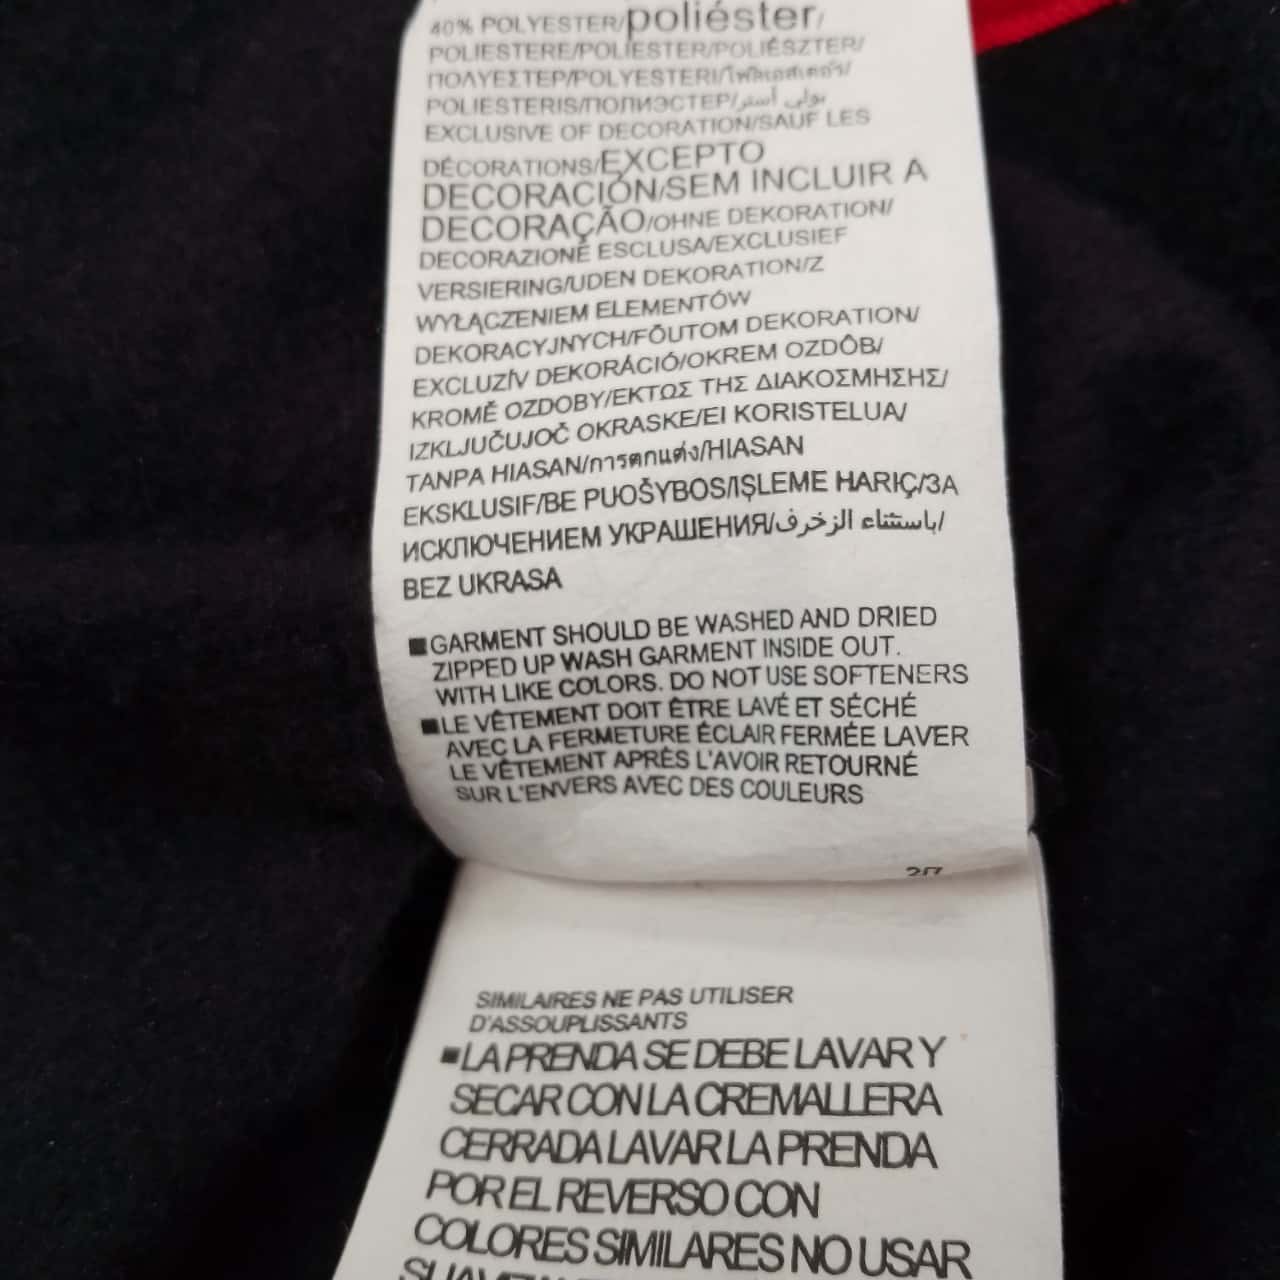 40% POLYESTER/poliéster/
POLIESTERE/POLIESTER/POLIÉSZTER/
ΠΟΛΥΕΣΤΕΡ/POLYESTERI/โพลีเอสเตอร์/
POLIESTERIS/ПОЛИЭСТЕР/بولي أستر/
EXCLUSIVE OF DECORATION/SAUF LES
DÉCORATIONS/EXCEPTO
DECORACIÓN/SEM INCLUIR A
DECORAÇÃO/OHNE DEKORATION/
DECORAZIONE ESCLUSA/EXCLUSIEF
VERSIERING/UDEN DEKORATION/Z
WYŁĄCZENIEM ELEMENTÓW
DEKORACYJNYCH/FÖUTOM DEKORATION/
EXCLUZÍV DEKORÁCIÓ/OKREM OZDÔB/
KROMĚ OZDOBY/ΕΚΤΩΣ ΤΗΣ ΔΙΑΚΟΣΜΗΣΗΣ/
IZKLJUČUJOČ OKRASKE/EI KORISTELUA/
TANPA HIASAN/การตกแต่ง/HIASAN
EKSKLUSIF/BE PUOŠYBOS/IŞLEME HARIÇ/ЗА
ИСКЛЮЧЕНИЕМ УКРАШЕНИЯ/باستثناء الزخرف/
BEZ UKRASA
■GARMENT SHOULD BE WASHED AND DRIED
ZIPPED UP WASH GARMENT INSIDE OUT.
WITH LIKE COLORS. DO NOT USE SOFTENERS
■LE VÊTEMENT DOIT ÊTRE LAVÉ ET SÉCHÉ
AVEC LA FERMETURE ÉCLAIR FERMÉE LAVER
LE VÊTEMENT APRÈS L'AVOIR RETOURNÉ
SUR L'ENVERS AVEC DES COULEURS
SIMILAIRES NE PAS UTILISER
D'ASSOUPLISSANTS
■LA PRENDA SE DEBE LAVAR Y
SECAR CON LA CREMALLERA
CERRADA LAVAR LA PRENDA
POR EL REVERSO CON
COLORES SIMILARES NO USAR